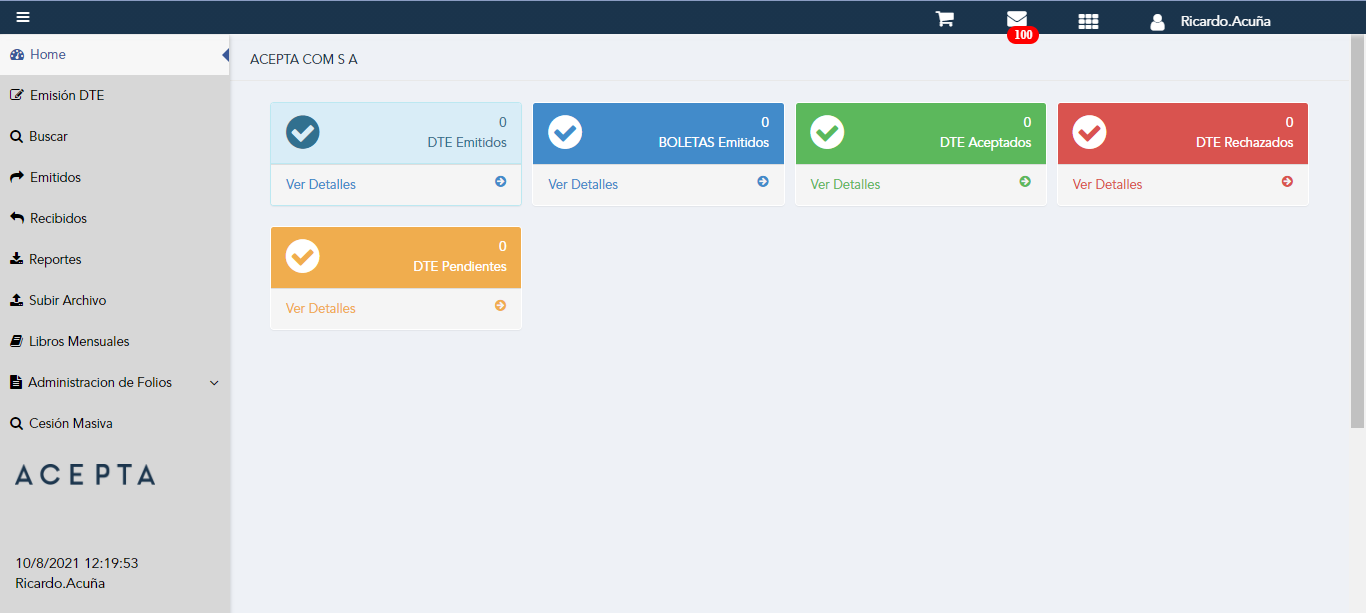 Ricardo.Acuña
100
Home
ACEPTA COM S A
Emisión DTE
Buscar
Emitidos
Recibidos
Reportes
Subir Archivo
Libros Mensuales
Administracion de Folios
Cesión Masiva
ACEPTA
10/8/2021 12:19:53
Ricardo.Acuña
0
DTE Emitidos
Ver Detalles
0
BOLETAS Emitidos
Ver Detalles
0
DTE Aceptados
Ver Detalles
0
DTE Rechazados
Ver Detalles
0
DTE Pendientes
Ver Detalles